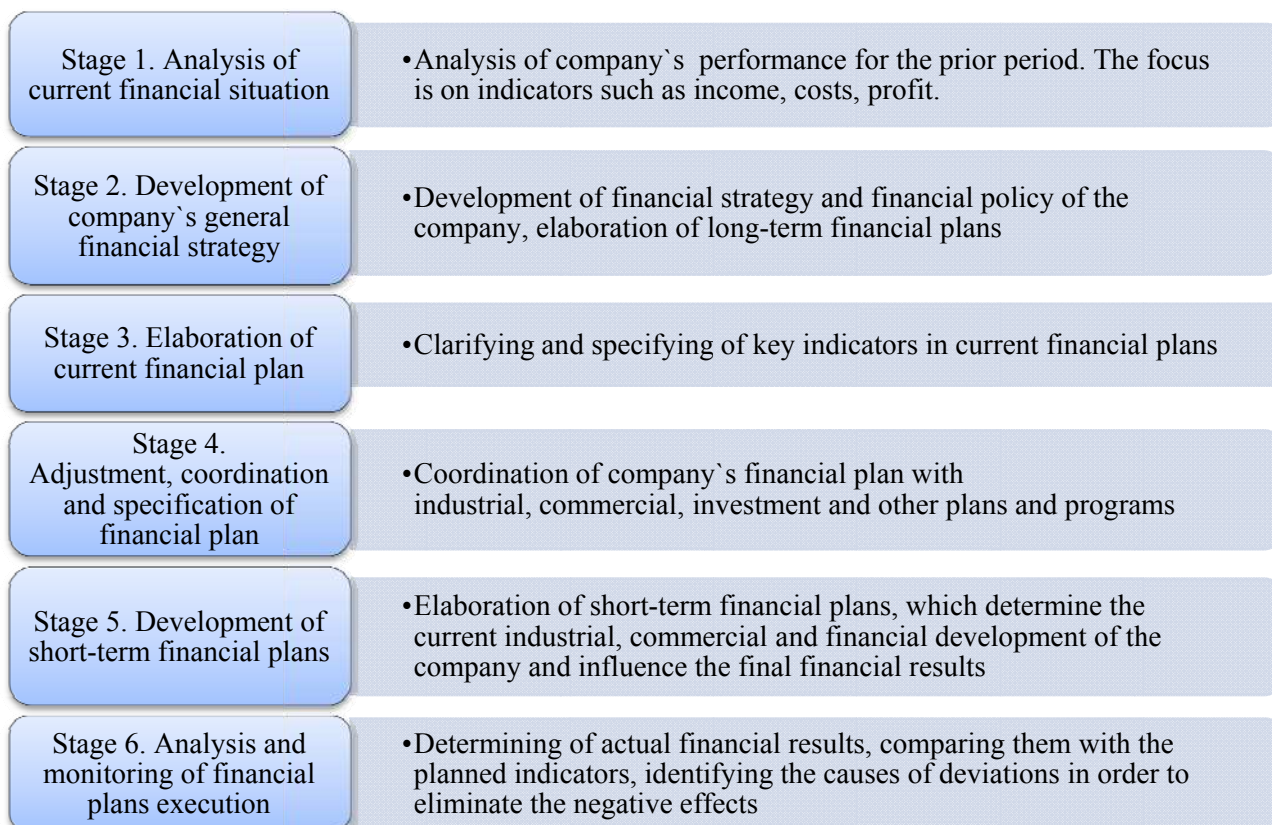 Stage 1. Analysis of
current financial situation
•Analysis of company`s performance for the prior period. The focus
is on indicators such as income, costs, profit.
Stage 2. Development of
company`s general
financial strategy
•Development of financial strategy and financial policy of the
company, elaboration of long-term financial plans
Stage 3. Elaboration of
current financial plan
•Clarifying and specifying of key indicators in current financial plans
Stage 4.
Adjustment, coordination
and specification of
financial plan
•Coordination of company`s financial plan with
industrial, commercial, investment and other plans and programs
Stage 5. Development of
short-term financial plans
•Elaboration of short-term financial plans, which determine the
current industrial, commercial and financial development of the
company and influence the final financial results
Stage 6. Analysis and
monitoring of financial
plans execution
•Determining of actual financial results, comparing them with the
planned indicators, identifying the causes of deviations in order to
eliminate the negative effects